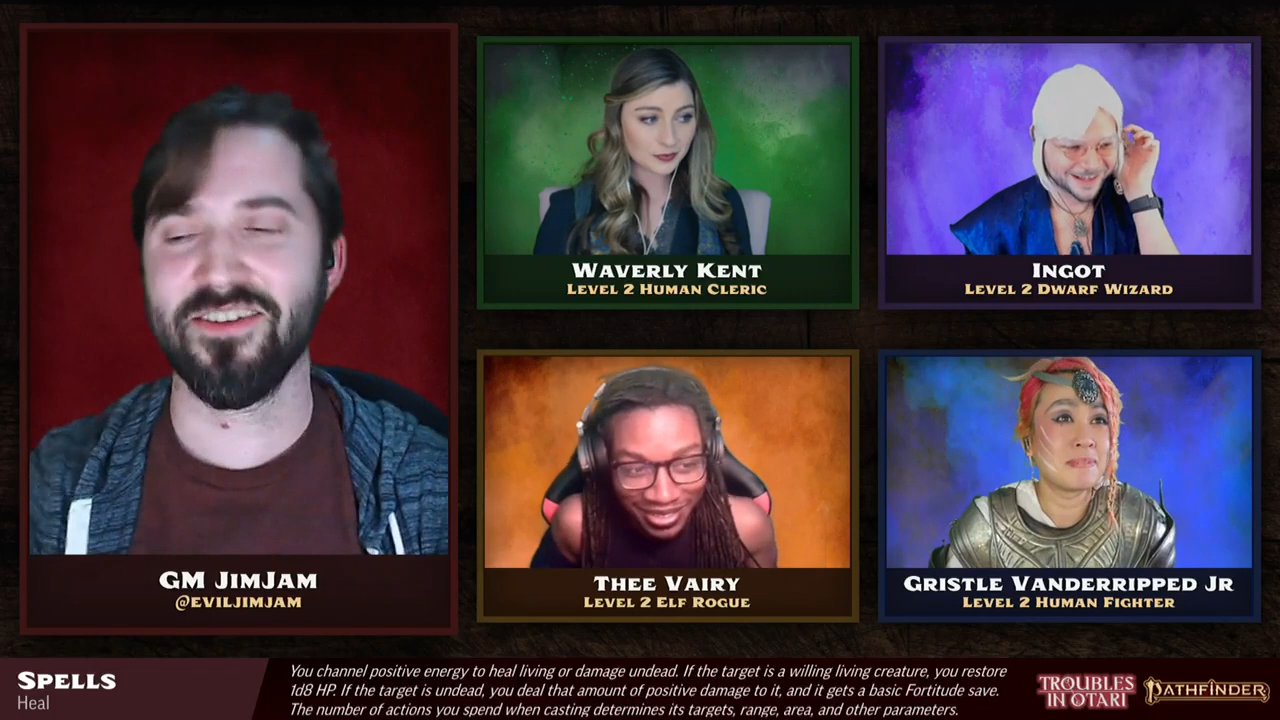 Waverly Kent
Level 2 Human Cleric
Ingot
Level 2 Dwarf Wizard
GM JimJam
@EVILJIMJAM
Thee Vairy
Level 2 Elf Rogue
Gristle Vanderripped Jr
Level 2 Human Fighter
Spells
Heal
You channel positive energy to heal living or damage undead. If the target is a willing living creature, you restore
1d8 HP. If the target is undead, you deal that amount of positive damage to it, and it gets a basic Fortitude save.
The number of actions you spend when casting determines its targets, range, area, and other parameters.
TROUBLES
IN OTARI
PATHFINDER